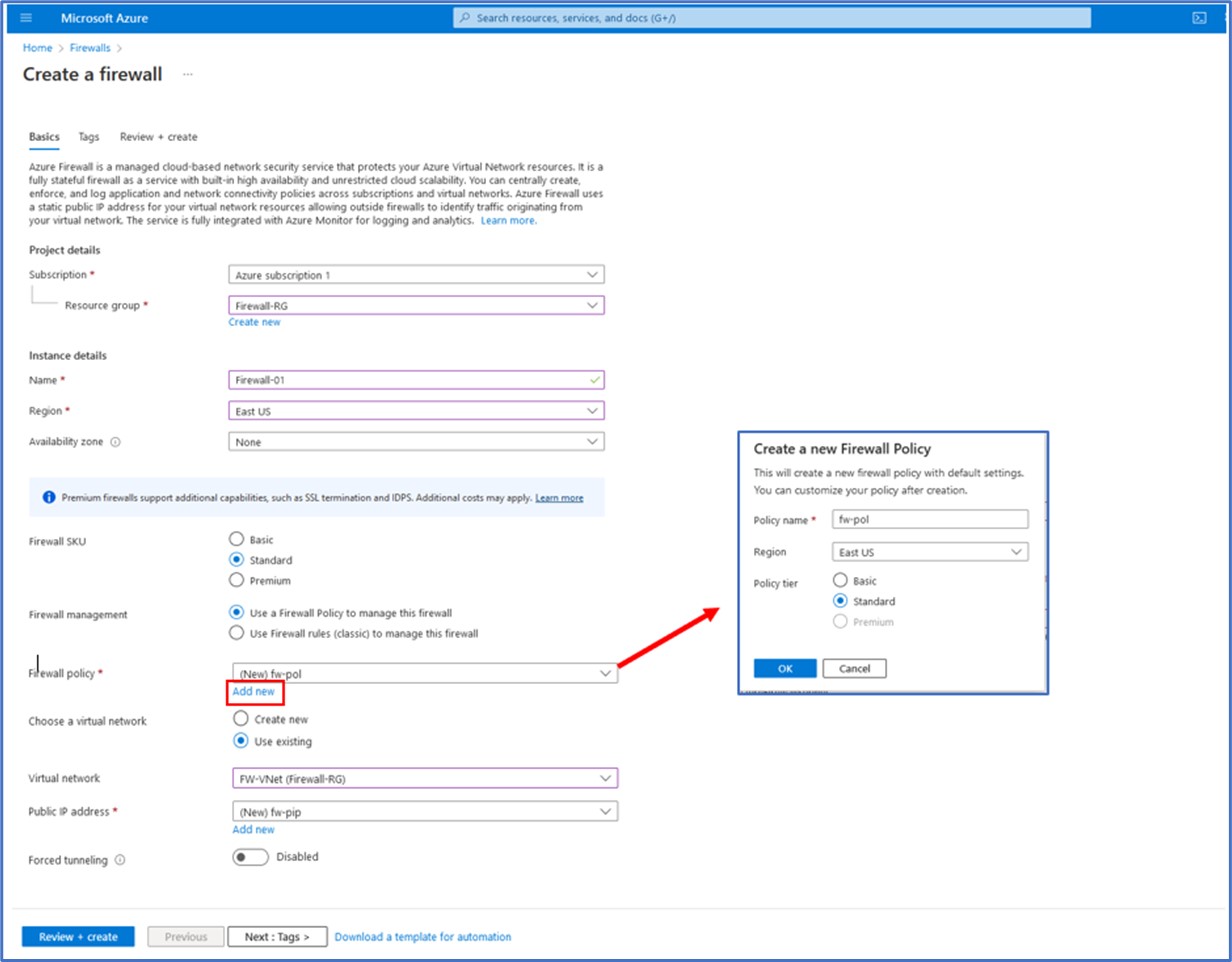 Microsoft Azure
Search resources, services, and docs (G+/)
Home > Firewalls >
Create a firewall ...
Basics Tags Review + create
Azure Firewall is a managed cloud-based network security service that protects your Azure Virtual Network resources. It is a
fully stateful firewall as a service with built-in high availability and unrestricted cloud scalability. You can centrally create,
enforce, and log application and network connectivity policies across subscriptions and virtual networks. Azure Firewall uses
a static public IP address for your virtual network resources allowing outside firewalls to identify traffic originating from
your virtual network. The service is fully integrated with Azure Monitor for logging and analytics. Learn more.
Project details
Subscription * Azure subscription 1
Resource group * Firewall-RG
Create new
Instance details
Name * Firewall-01
Region * East US
Availability zone None
Premium firewalls support additional capabilities, such as SSL termination and IDPS. Additional costs may apply. Learn more
Firewall SKU Basic
Standard
Premium
Firewall management Use a Firewall Policy to manage this firewall
Use Firewall rules (classic) to manage this firewall
Firewall policy * (New) fw-pol
Add new
Choose a virtual network Create new
Use existing
Virtual network FW-VNet (Firewall-RG)
Public IP address * (New) fw-pip
Add new
Forced tunneling Disabled
Review + create Previous Next : Tags > Download a template for automation
Create a new Firewall Policy
This will create a new firewall policy with default settings.
You can customize your policy after creation.
Policy name * fw-pol
Region East US
Policy tier Basic
Standard
Premium
OK Cancel